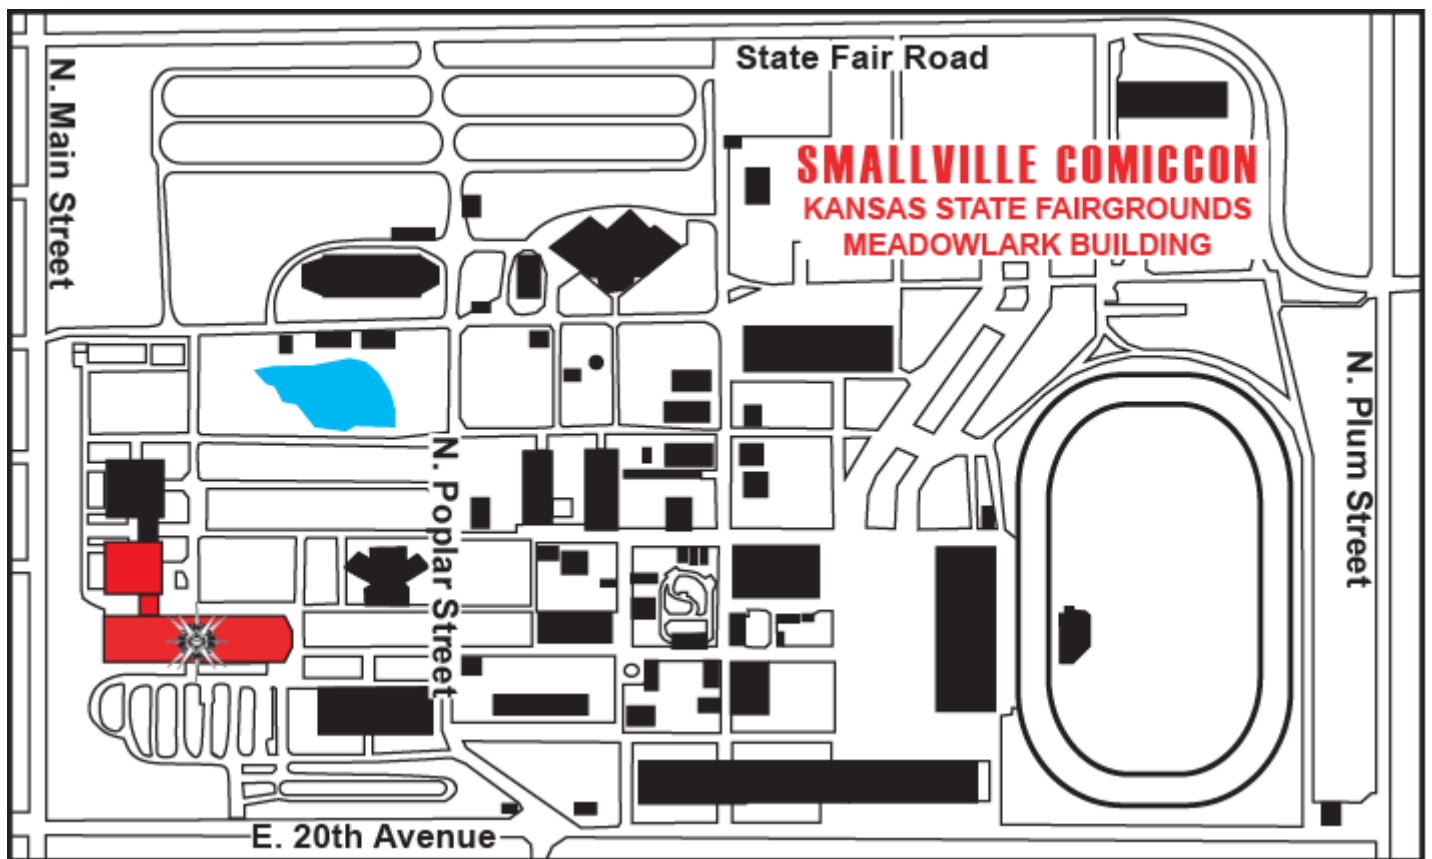 State Fair Road
N. Main Street
SMALLVILLE COMICCON
KANSAS STATE FAIRGROUNDS
MEADOWLARK BUILDING
N. Plum Street
N. Poplar Street
E. 20th Avenue